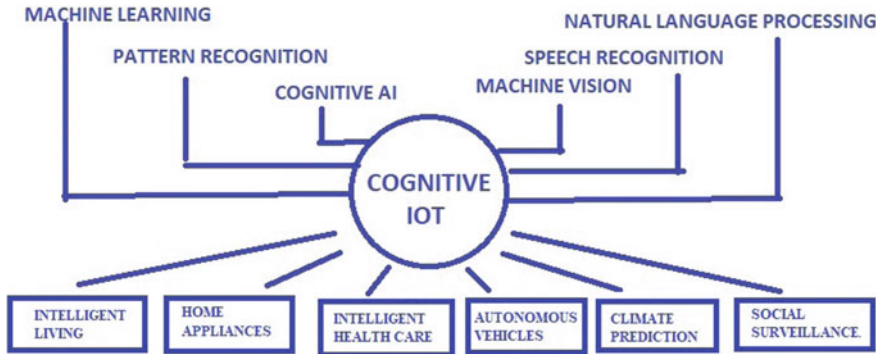 MACHINE LEARNING
NATURAL LANGUAGE PROCESSING
PATTERN RECOGNITION
SPEECH RECOGNITION
COGNITIVE AI
MACHINE VISION
COGNITIVE
IOT
INTELLIGENT
LIVING
HOME
APPLIANCES
INTELLIGENT
HEALTH CARE
AUTONOMOUS
VEHICLES
CLIMATE
PREDICTION
SOCIAL
SURVEILLANCE.